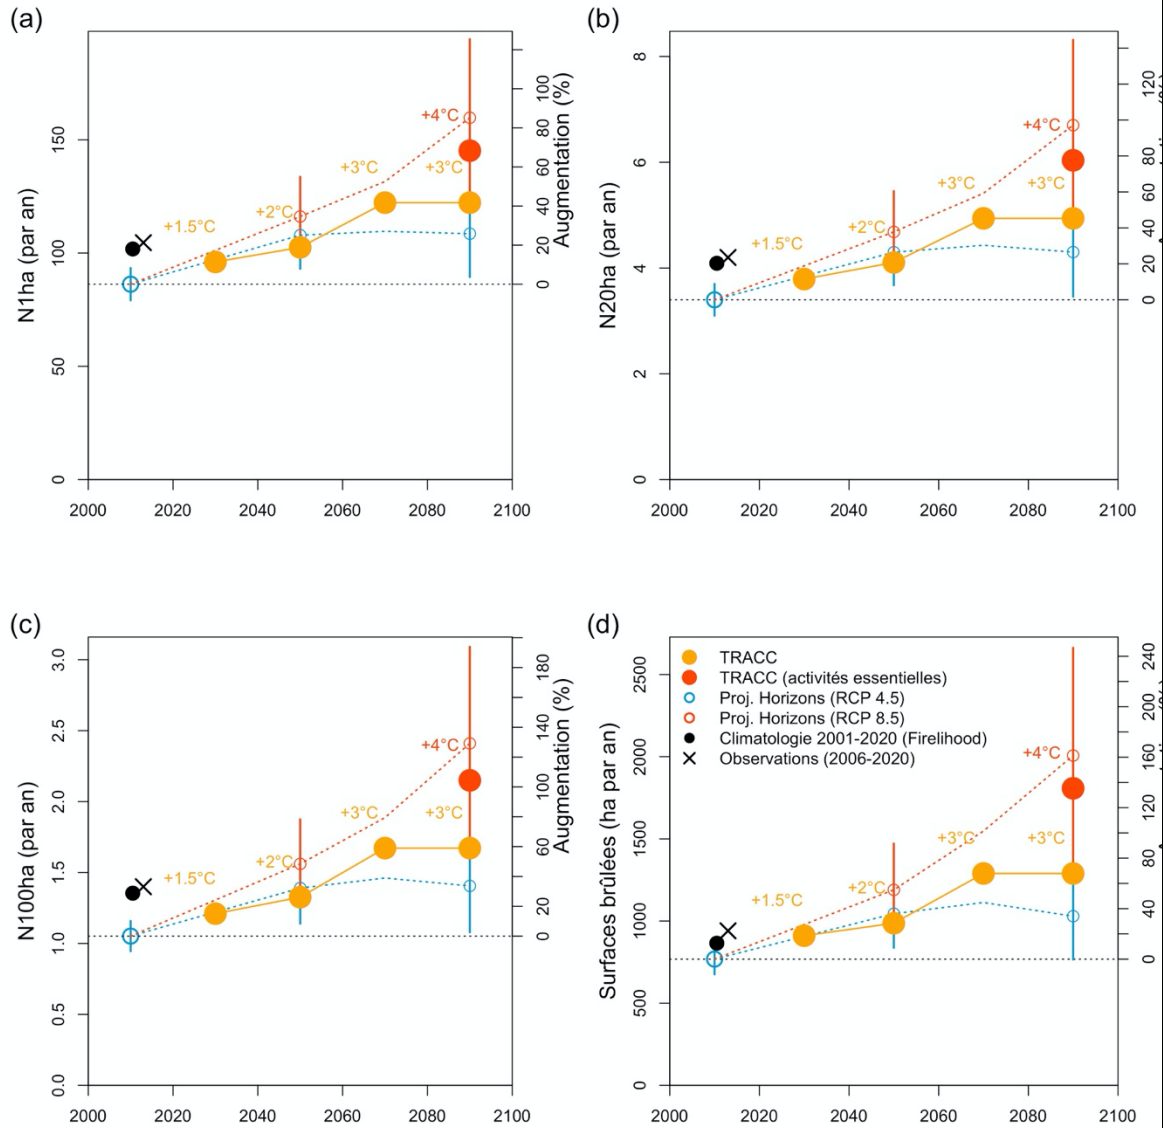 (a)
N1ha (par an)
0
50
100
150
+1.5°C
+2°C
+3°C
+4°C
+3°C
0
20
40
60
80
100
Augmentation (%)
2000
2020
2040
2060
2080
2100
(b)
N20ha (par an)
0
2
4
6
8
+1.5°C
+2°C
+3°C
+4°C
+3°C
0
20
40
60
80
120
2000
2020
2040
2060
2080
2100
(c)
N100ha (par an)
0.0
0.5
1.0
1.5
2.0
2.5
3.0
+1.5°C
+2°C
+3°C
+4°C
+3°C
0
20
60
100
140
180
Augmentation (%)
2000
2020
2040
2060
2080
2100
(d)
Surfaces brûlées (ha par an)
0
500
1000
1500
2000
2500
TRACC
TRACC (activités essentielles)
Proj. Horizons (RCP 4.5)
Proj. Horizons (RCP 8.5)
Climatologie 2001-2020 (Firelihood)
Observations (2006-2020)
+1.5°C
+2°C
+3°C
+4°C
+3°C
0
40
80
120
160
200
240
2000
2020
2040
2060
2080
2100